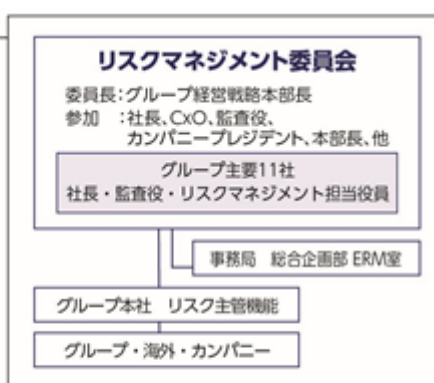 リスクマネジメント委員会
委員長:グループ経営戦略本部長
参加 :社長、CxO、監査役、
カンパニープレジデント、本部長、他
グループ主要11社
社長・監査役・リスクマネジメント担当役員
事務局 総合企画部 ERM室
グループ本社 リスク主管機能
グループ・海外・カンパニー